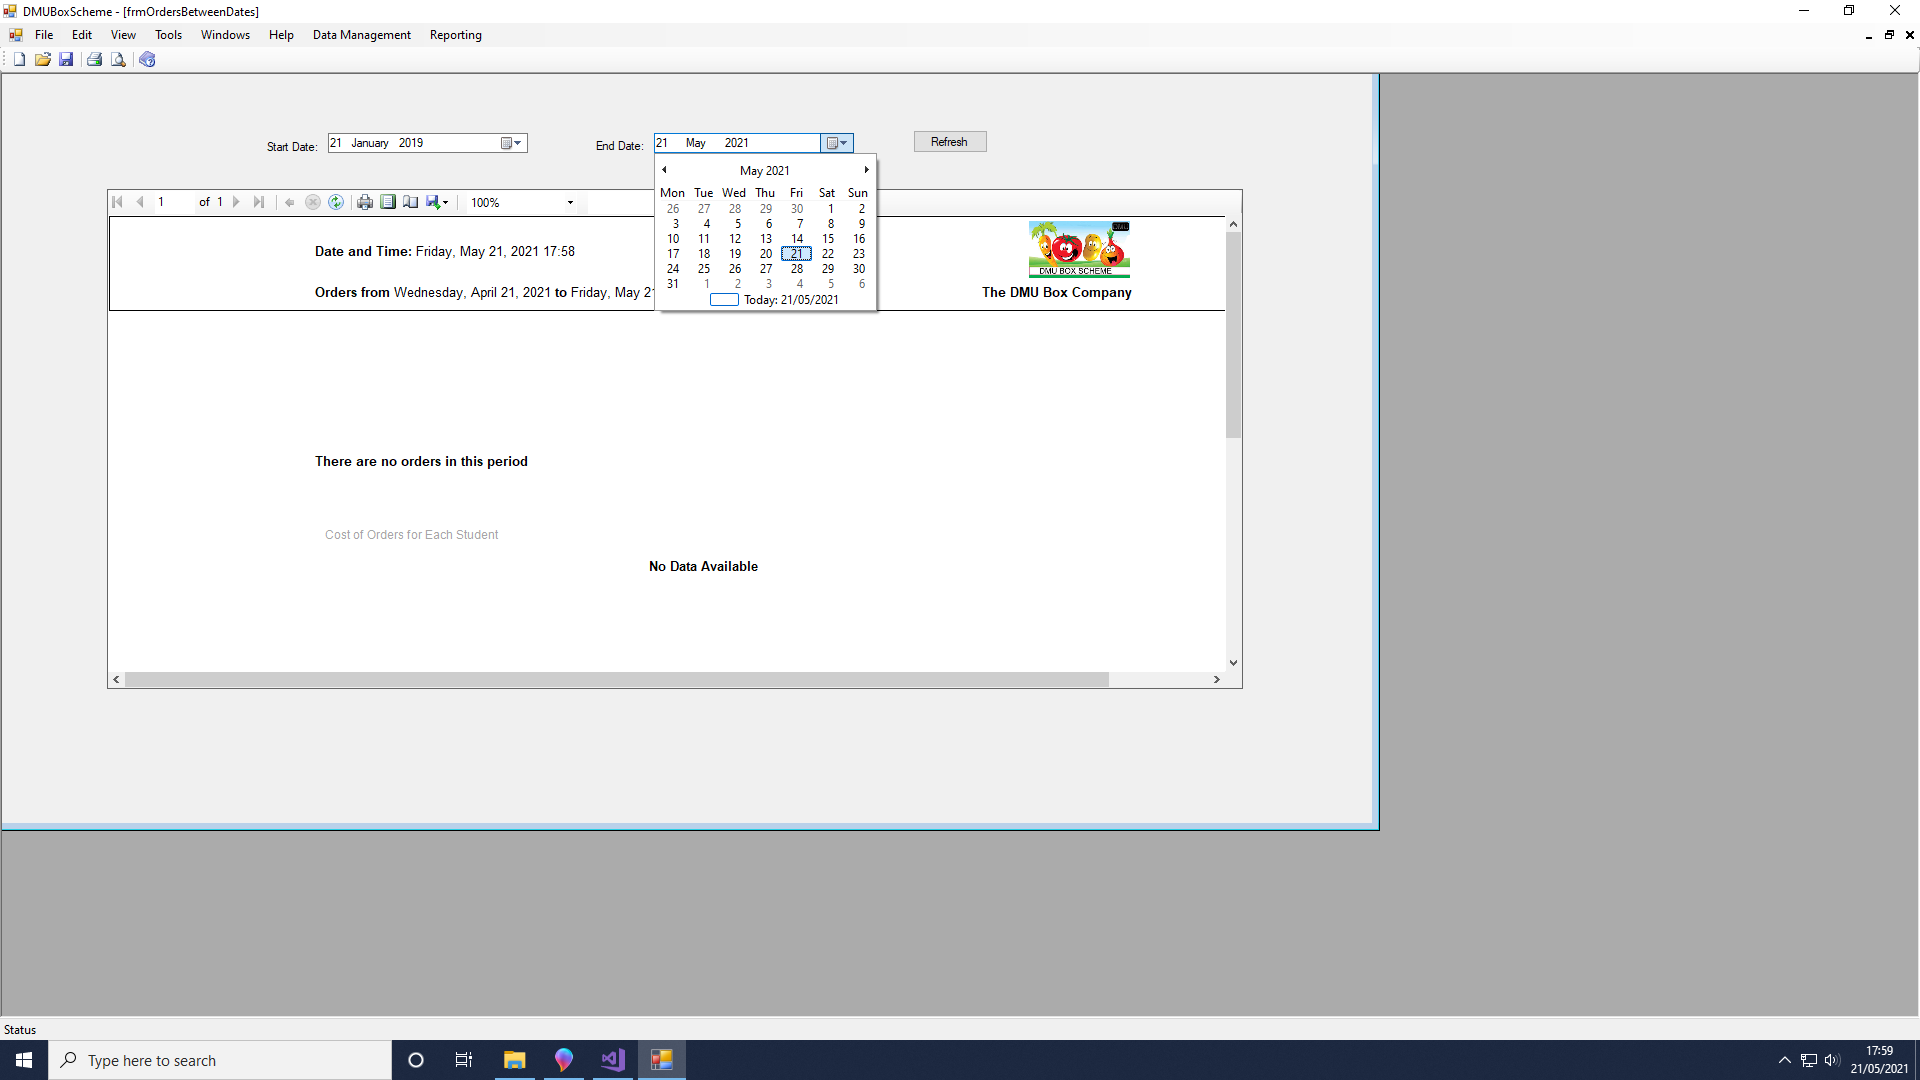 DMUBoxScheme - [frmOrdersBetweenDates]
File Edit View Tools Windows Help Data Management Reporting
Start Date: 21 January 2019 End Date: 21 May 2021 Refresh
May 2021
Mon Tue Wed Thu Fri Sat Sun
26 27 28 29 30 1 2
3 4 5 6 7 8 9
10 11 12 13 14 15 16
17 18 19 20 21 22 23
24 25 26 27 28 29 30
31 1 2 3 4 5 6
Today: 21/05/2021
1 of 1 100%
Date and Time: Friday, May 21, 2021 17:58
DMU
DMU BOX SCHEME
Orders from Wednesday, April 21, 2021 to Friday, May 21
The DMU Box Company
There are no orders in this period
Cost of Orders for Each Student
No Data Available
Status
Type here to search
17:59
21/05/2021